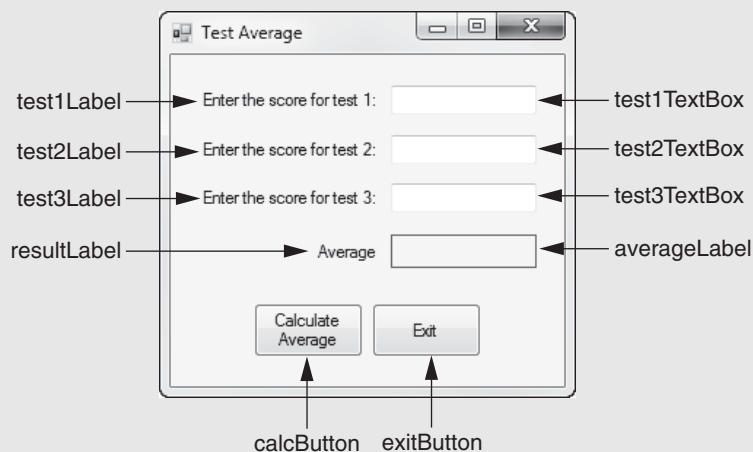 Test Average
test1Label Enter the score for test 1: test1TextBox
test2Label Enter the score for test 2: test2TextBox
test3Label Enter the score for test 3: test3TextBox
resultLabel Average averageLabel
Calculate
Average
Exit
calcButton exitButton